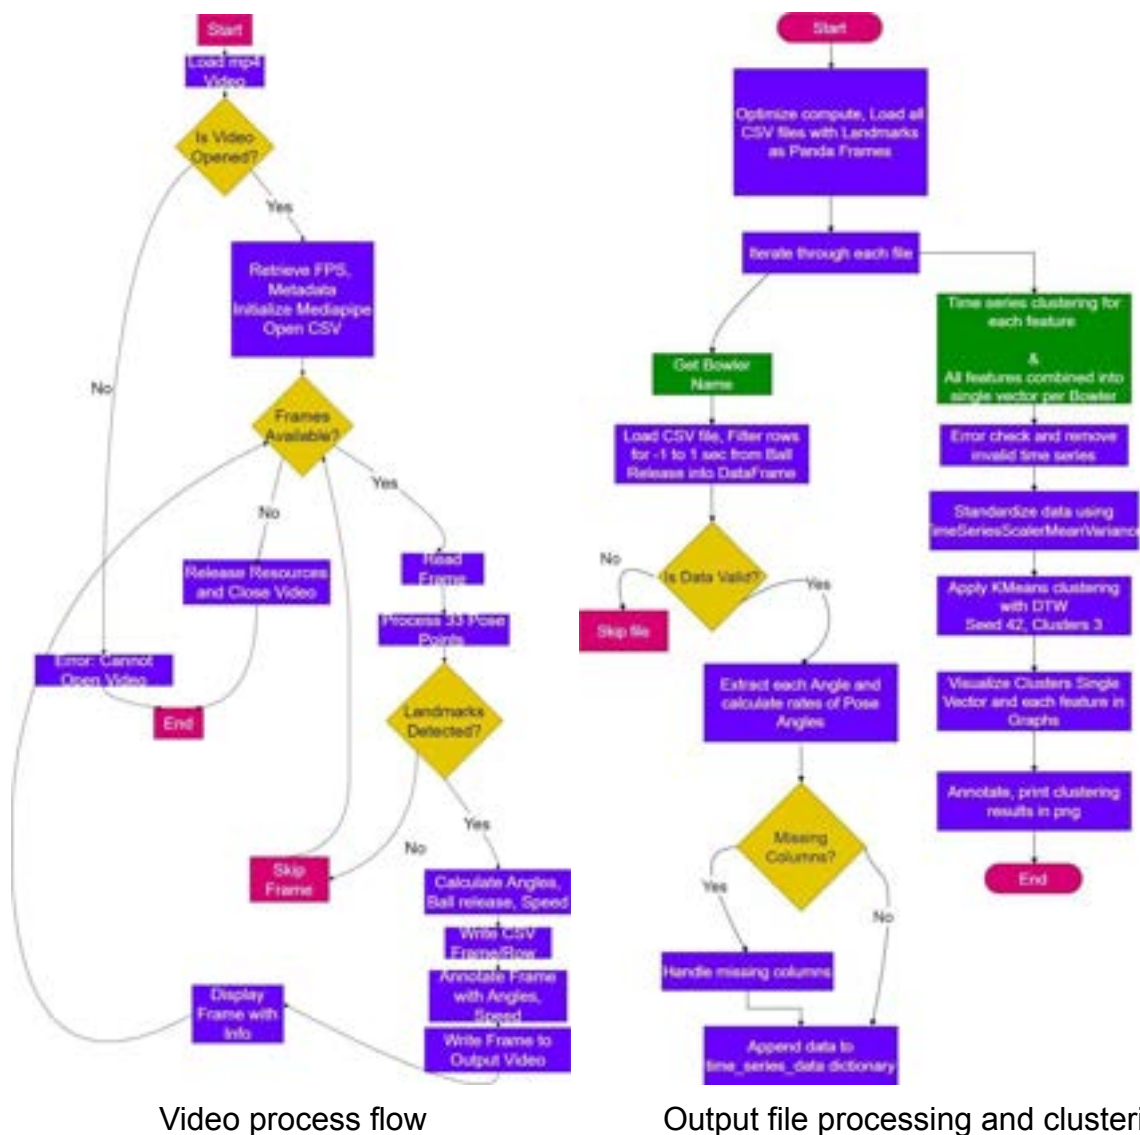 Start
Load mp4
Video
Is Video
Opened?
Yes
No
Retrieve FPS,
Metadata
Initialize Mediapipe
Open CSV
Frames
Available?
Yes
No
Read
Frame
Release Resources
and Close Video
Process 33 Pose
Points
Error: Cannot
Open Video
End
Landmarks
Detected?
Yes
No
Skip
Frame
Calculate Angles,
Ball release, Speed
Write CSV
Frame/Row
Annotate Frame
with Angles,
Speed
Write Frame to
Output Video
Display
Frame with
Info
Video process flow
Start
Optimize compute, Load all
CSV files with Landmarks
as Panda Frames
Iterate through each file
Get Bowler
Name
Load CSV file, Filter rows
for -1 to 1 sec from Ball
Release into DataFrame
Is Data Valid?
No
Yes
Skip file
Extract each Angle and
calculate rates of Pose
Angles
Missing
Columns?
Yes
No
Handle missing columns
Append data to
time_series_data dictionary
Time series clustering for
each feature
&
All features combined into
single vector per Bowler
Error check and remove
invalid time series
Standardize data using
TimeSeriesScalerMeanVarianc
Apply KMeans clustering
with DTW
Seed 42, Clusters 3
Visualize Clusters Single
Vector and each feature in
Graphs
Annotate, print clustering
results in png
End
Output file processing and clusteri